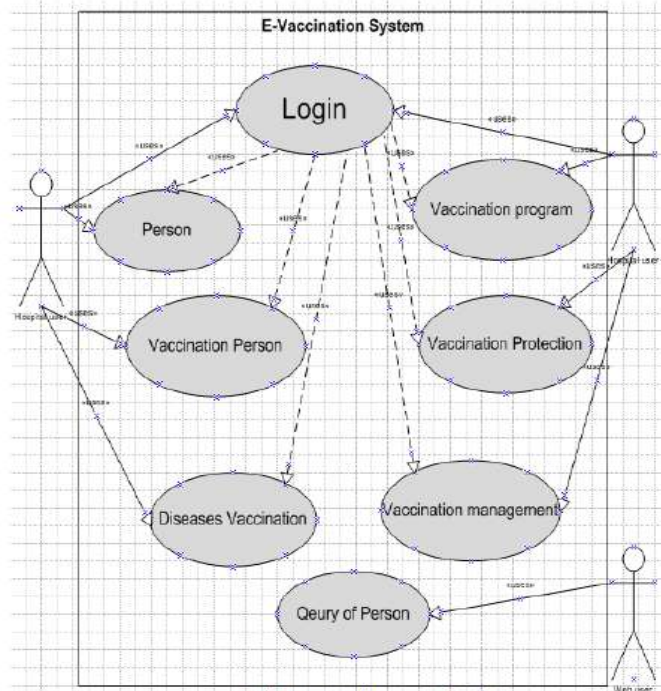 E-Vaccination System
Login
«uses»
«uses»
«uses»
«uses»
«uses»
Person
Vaccination program
«uses»
«uses»
Hospital user
Hospital user
«uses»
«uses»
Vaccination Person
Vaccination Protection
«uses»
«uses»
«uses»
«uses»
Diseases Vaccination
Vaccination management
«uses»
Qeury of Person
Web user